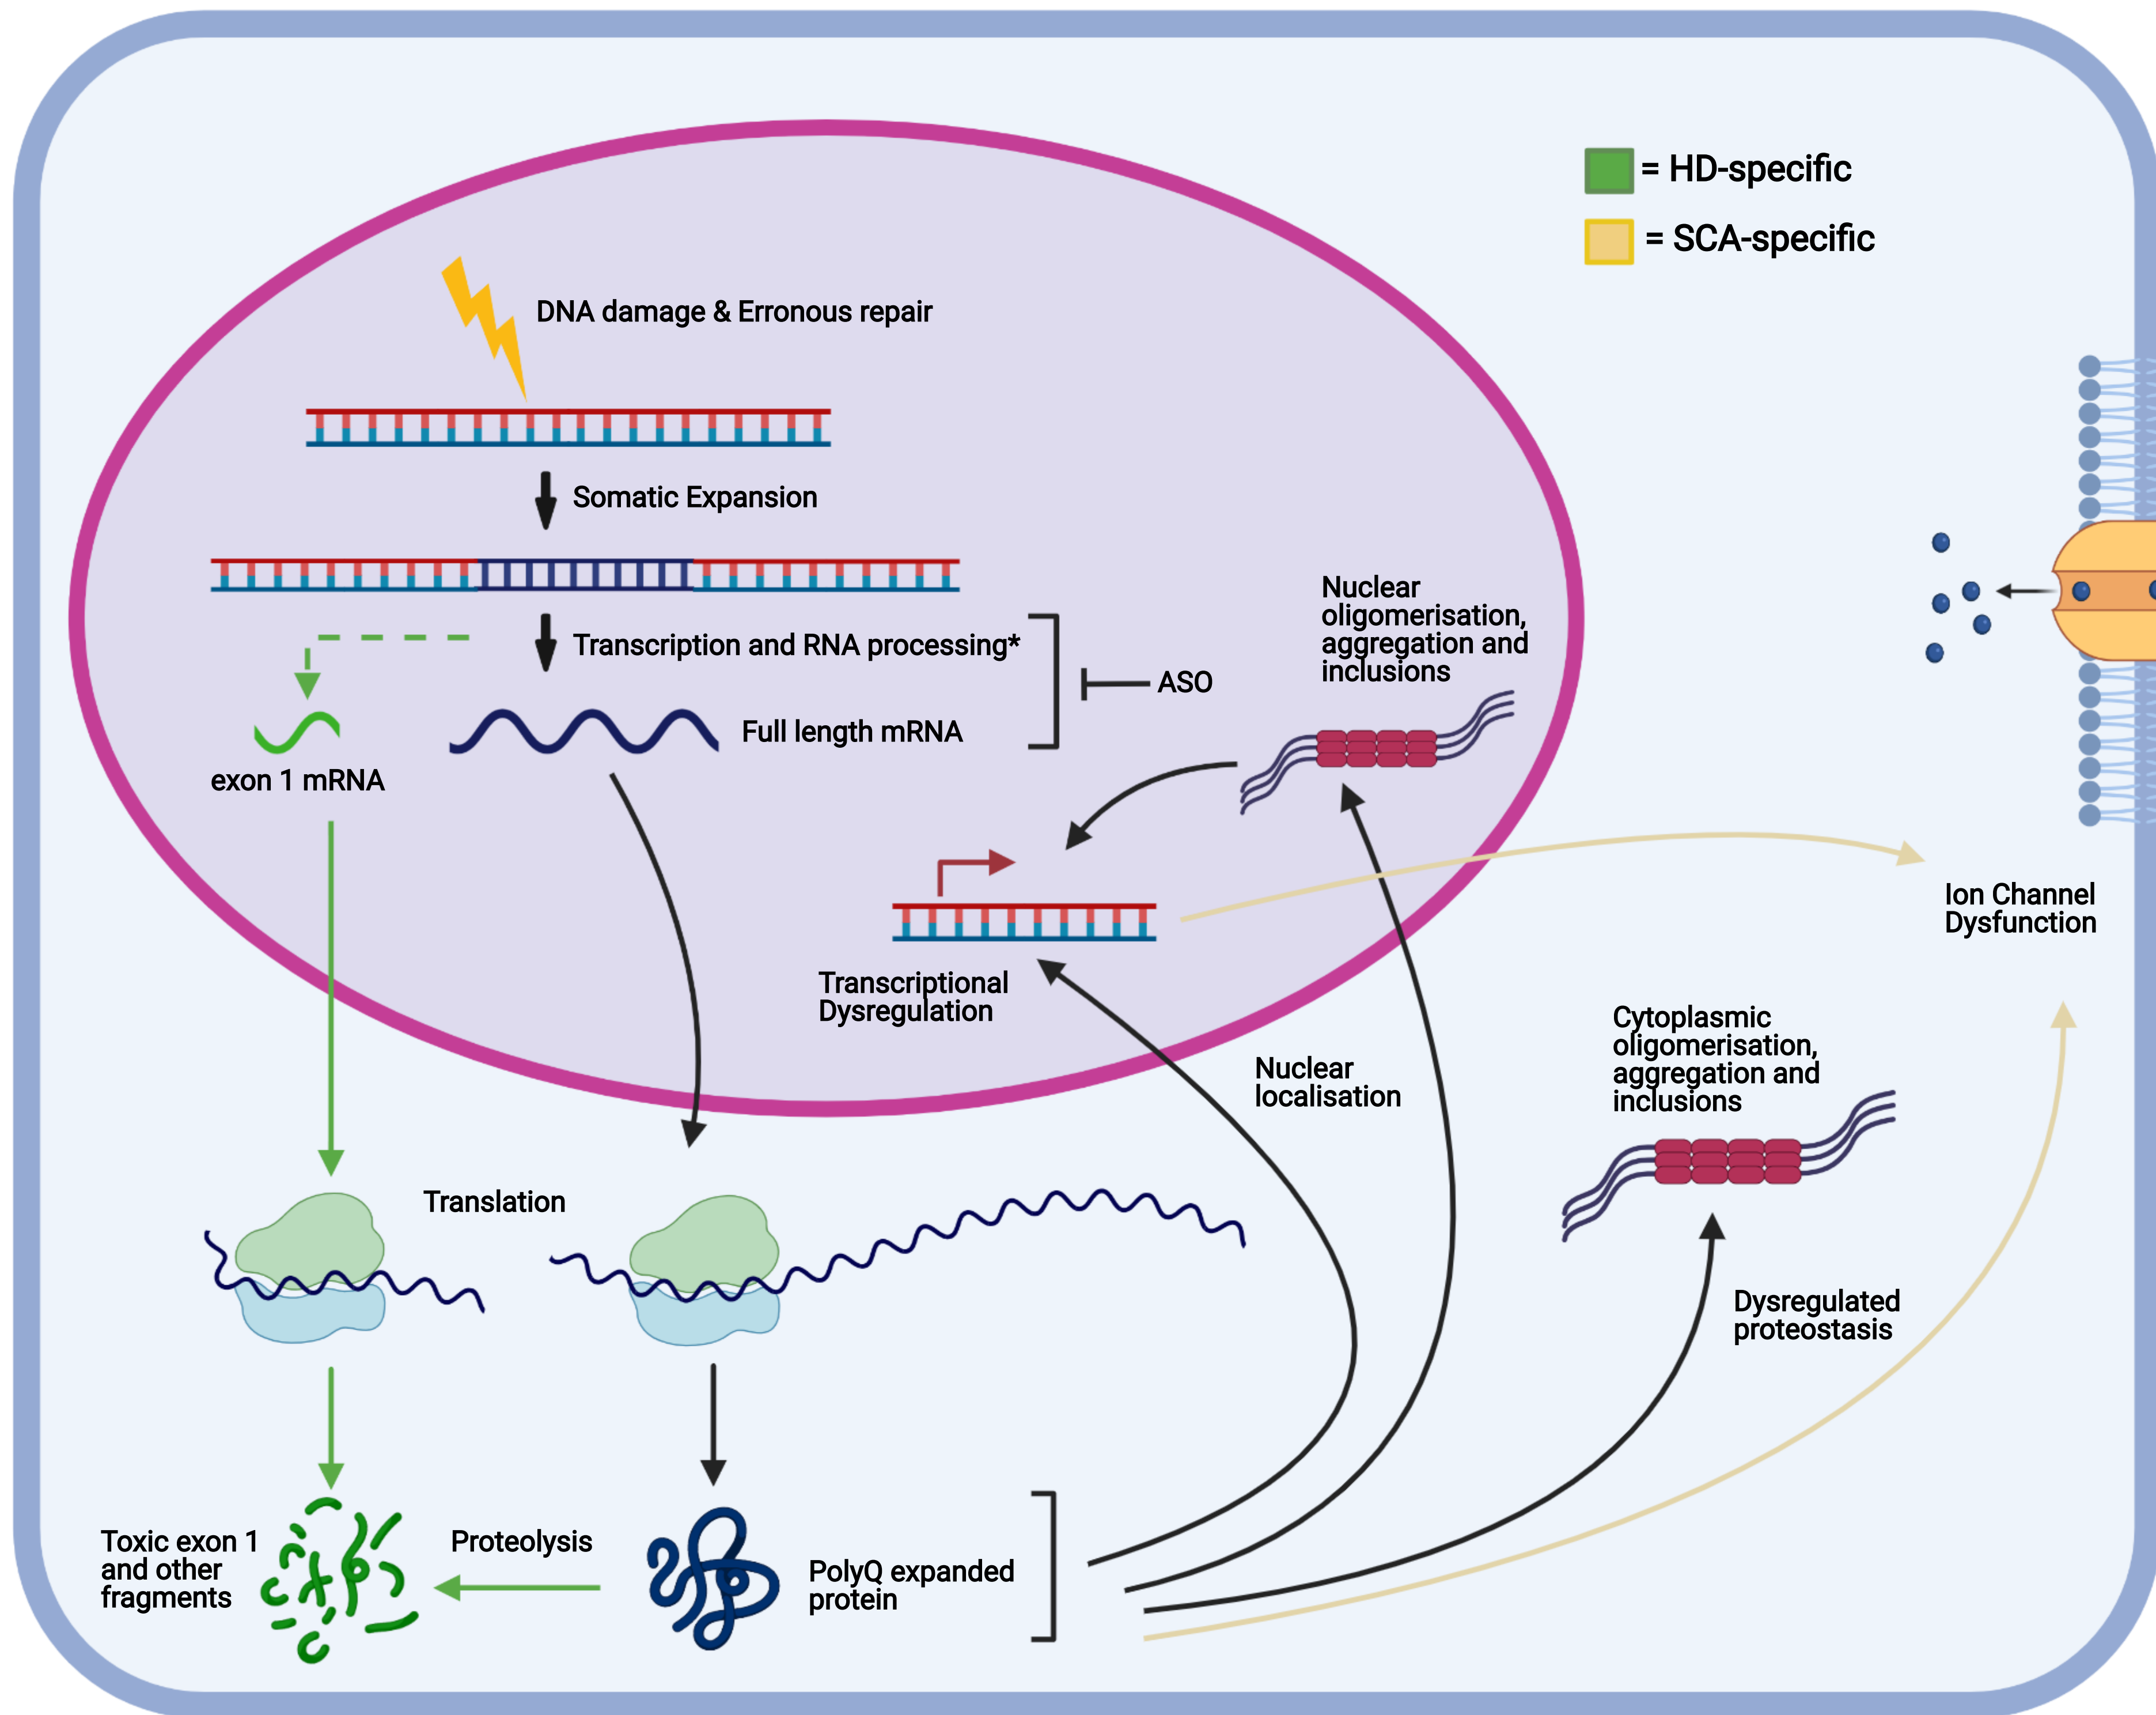 = HD-specific
= SCA-specific
DNA damage & Erronous repair
Somatic Expansion
Transcription and RNA processing*
ASO
Full length mRNA
exon 1 mRNA
Nuclear
oligomerisation,
aggregation and
inclusions
Transcriptional
Dysregulation
Ion Channel
Dysfunction
Nuclear
localisation
Cytoplasmic
oligomerisation,
aggregation and
inclusions
Translation
Dysregulated
proteostasis
Toxic exon 1
and other
fragments
Proteolysis
PolyQ expanded
protein